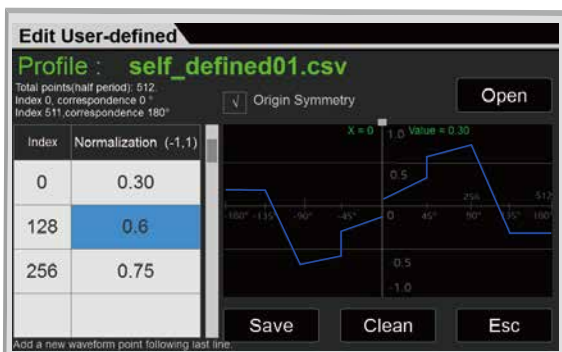 Edit User-defined
Profile : self_defined01.csv
Total points(half period): 512.
Index 0, correspondence 0 °
Index 511,correspondence 180°
√ Origin Symmetry
Open
Index Normalization (-1,1)
0 0.30
128 0.6
256 0.75
X = 0 1.0 Value = 0.30
0.5
256 512
-180° -135° -90° -45° 0 45° 90° 135° 180°
0.5
-1.0
Save Clean Esc
Add a new waveform point following last line.